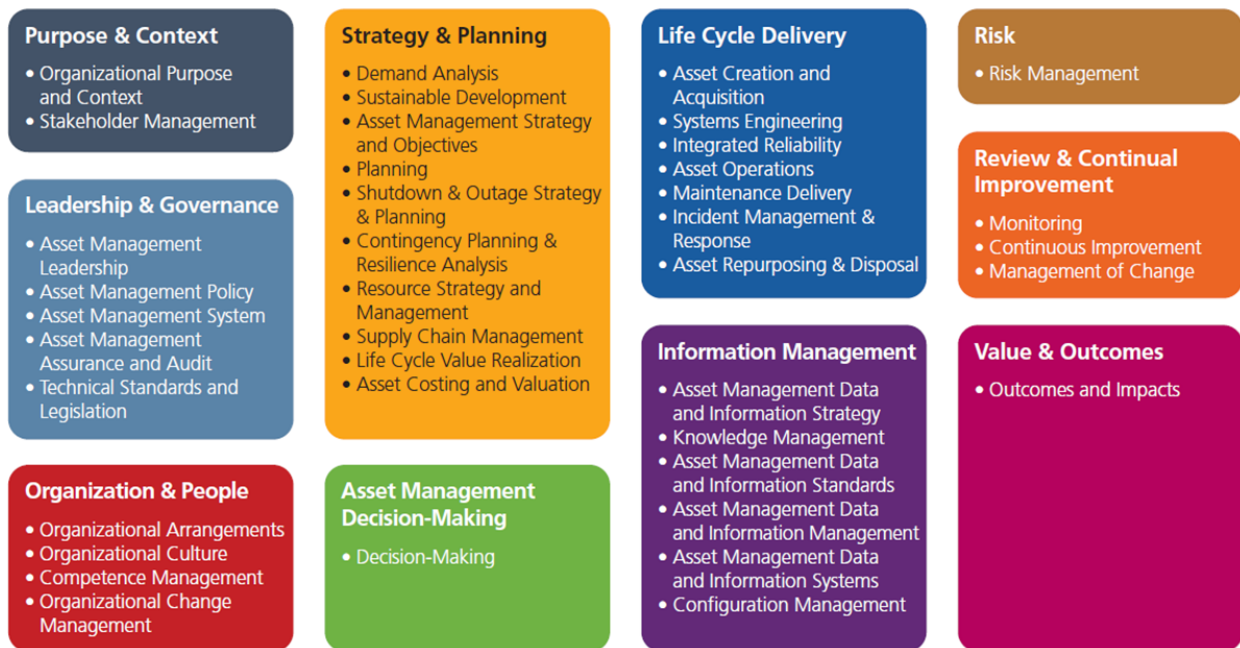 Purpose & Context
• Organizational Purpose
and Context
• Stakeholder Management
Leadership & Governance
• Asset Management
Leadership
• Asset Management Policy
• Asset Management System
• Asset Management
Assurance and Audit
• Technical Standards and
Legislation
Organization & People
• Organizational Arrangements
• Organizational Culture
• Competence Management
• Organizational Change
Management
Strategy & Planning
• Demand Analysis
• Sustainable Development
• Asset Management Strategy
and Objectives
• Planning
• Shutdown & Outage Strategy
& Planning
• Contingency Planning &
Resilience Analysis
• Resource Strategy and
Management
• Supply Chain Management
• Life Cycle Value Realization
• Asset Costing and Valuation
Asset Management
Decision-Making
• Decision-Making
Life Cycle Delivery
• Asset Creation and
Acquisition
• Systems Engineering
• Integrated Reliability
• Asset Operations
• Maintenance Delivery
• Incident Management &
Response
• Asset Repurposing & Disposal
Information Management
• Asset Management Data
and Information Strategy
• Knowledge Management
• Asset Management Data
and Information Standards
• Asset Management Data
and Information Management
• Asset Management Data
and Information Systems
• Configuration Management
Risk
• Risk Management
Review & Continual
Improvement
• Monitoring
• Continuous Improvement
• Management of Change
Value & Outcomes
• Outcomes and Impacts